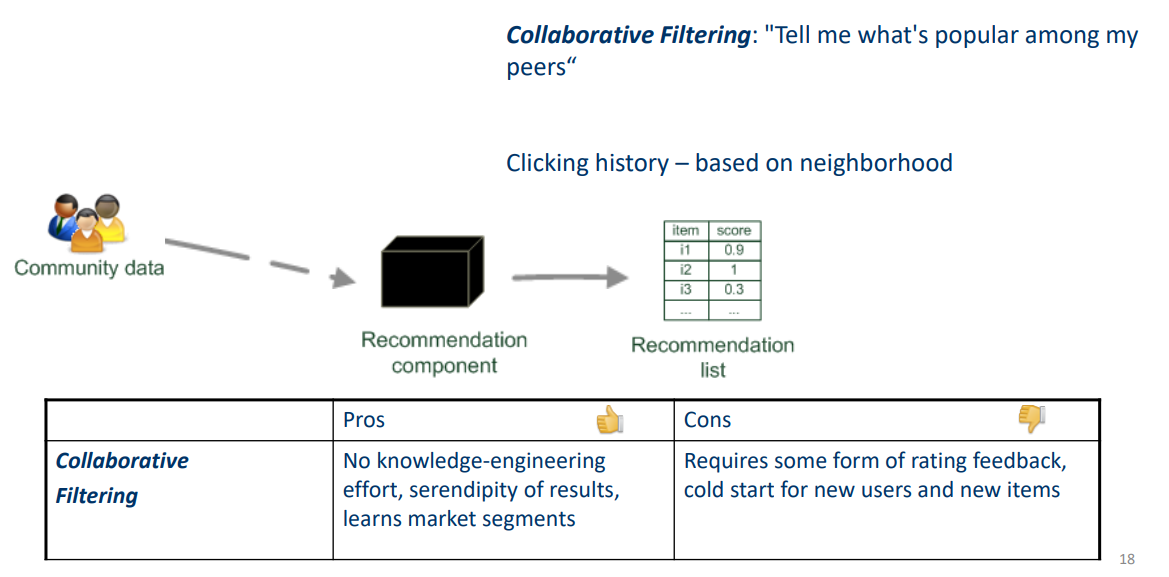 Collaborative Filtering: "Tell me what's popular among my
peers“
Clicking history – based on neighborhood
Community data
Recommendation
component
item score
i1 0.9
i2 1
i3 0.3
... ...
Recommendation
list
Pros Cons
Collaborative
Filtering
No knowledge-engineering
effort, serendipity of results,
learns market segments
Requires some form of rating feedback,
cold start for new users and new items
18